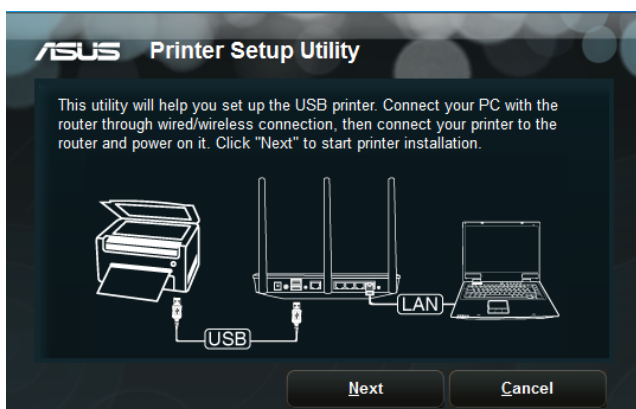 ASUS Printer Setup Utility
This utility will help you set up the USB printer. Connect your PC with the
router through wired/wireless connection, then connect your printer to the
router and power on it. Click "Next" to start printer installation.
LAN
USB
Next Cancel